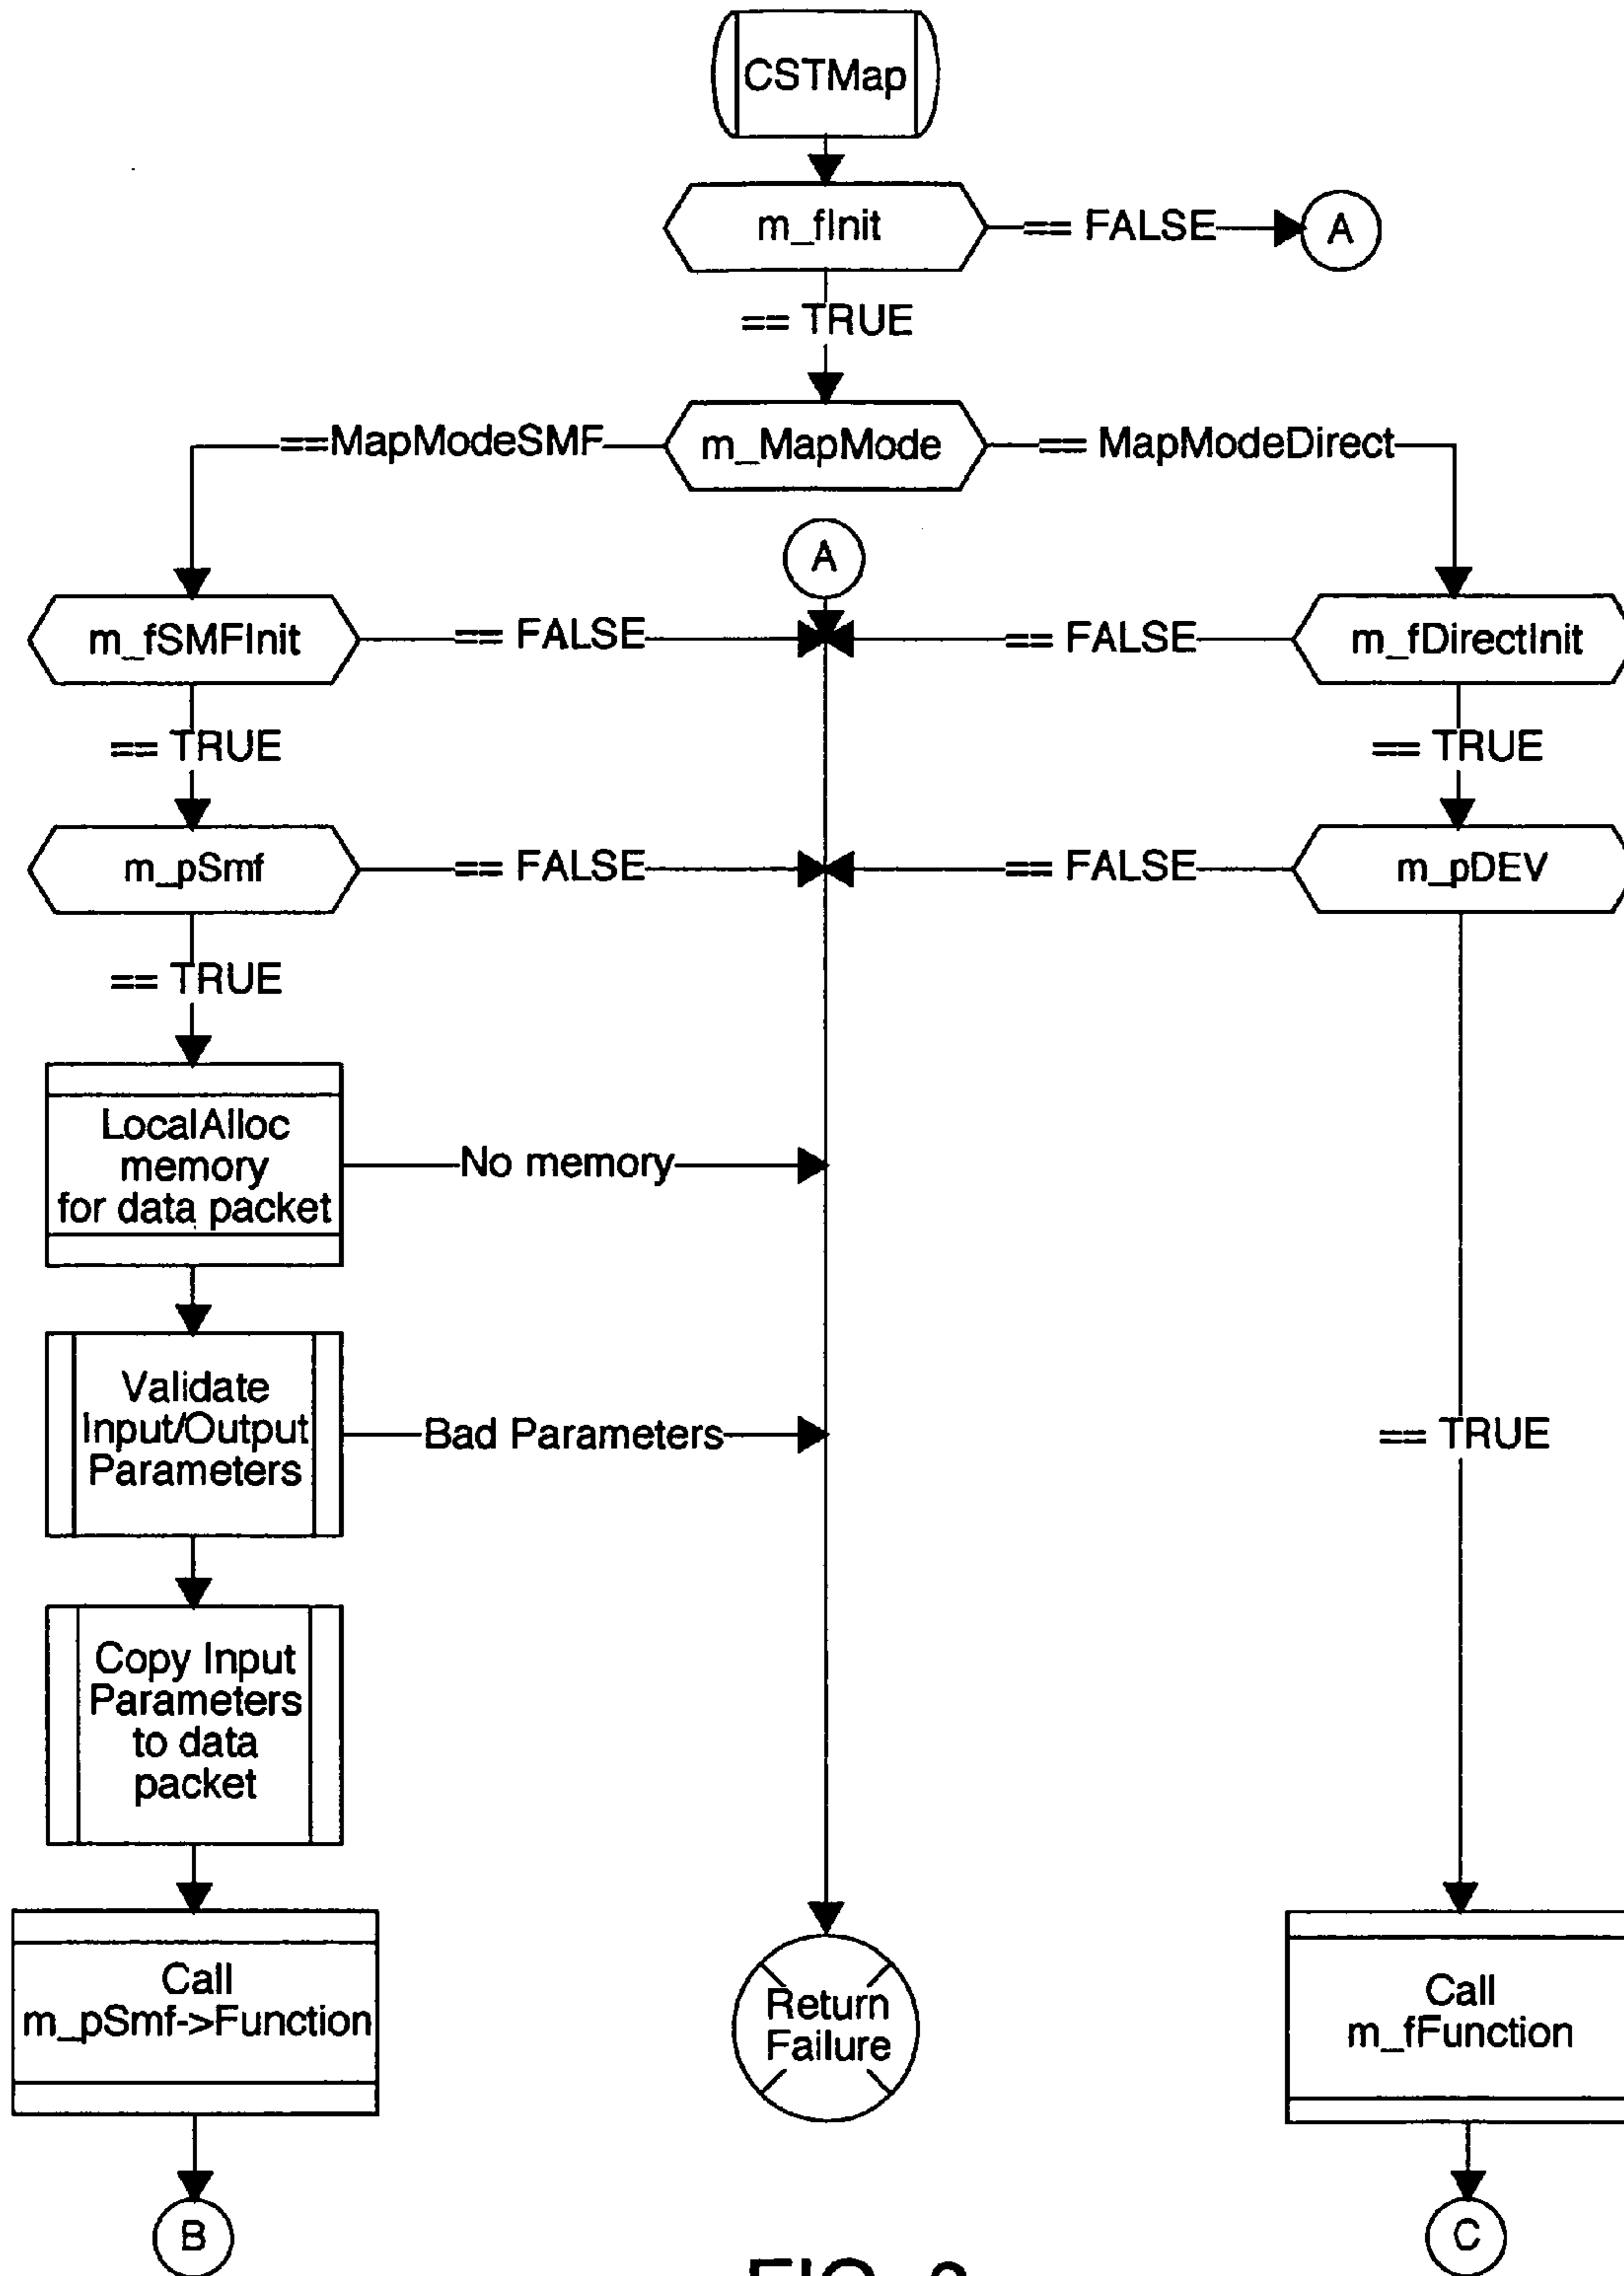 CSTMap
m_fInit
== FALSE
A
== TRUE
==MapModeSMF
m_MapMode
== MapModeDirect
A
m_fSMFInit
== FALSE
== FALSE
m_fDirectInit
== TRUE
== TRUE
m_pSmf
== FALSE
== FALSE
m_pDEV
== TRUE
LocalAlloc
memory
for data packet
No memory
Validate
Input/Output
Parameters
Bad Parameters
== TRUE
Copy Input
Parameters
to data
packet
Call
m_pSmf->Function
Return
Failure
Call
m_fFunction
B
C
FIG.